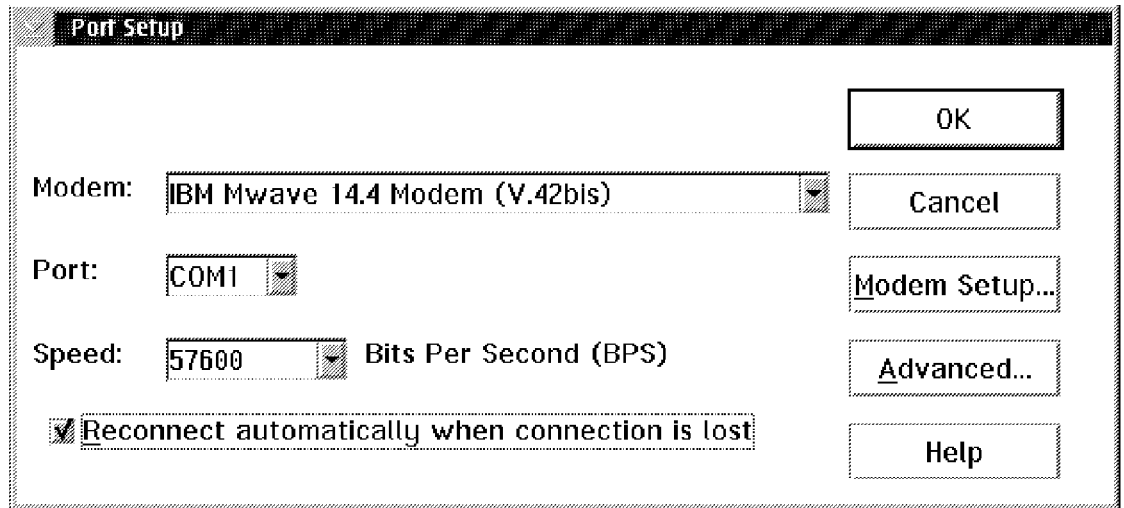 Port Setup
OK
Modem: IBM Mwave 14.4 Modem (V.42bis)
Cancel
Port: COM1
Modem Setup...
Speed: 57600 Bits Per Second (BPS)
Advanced...
Reconnect automatically when connection is lost
Help